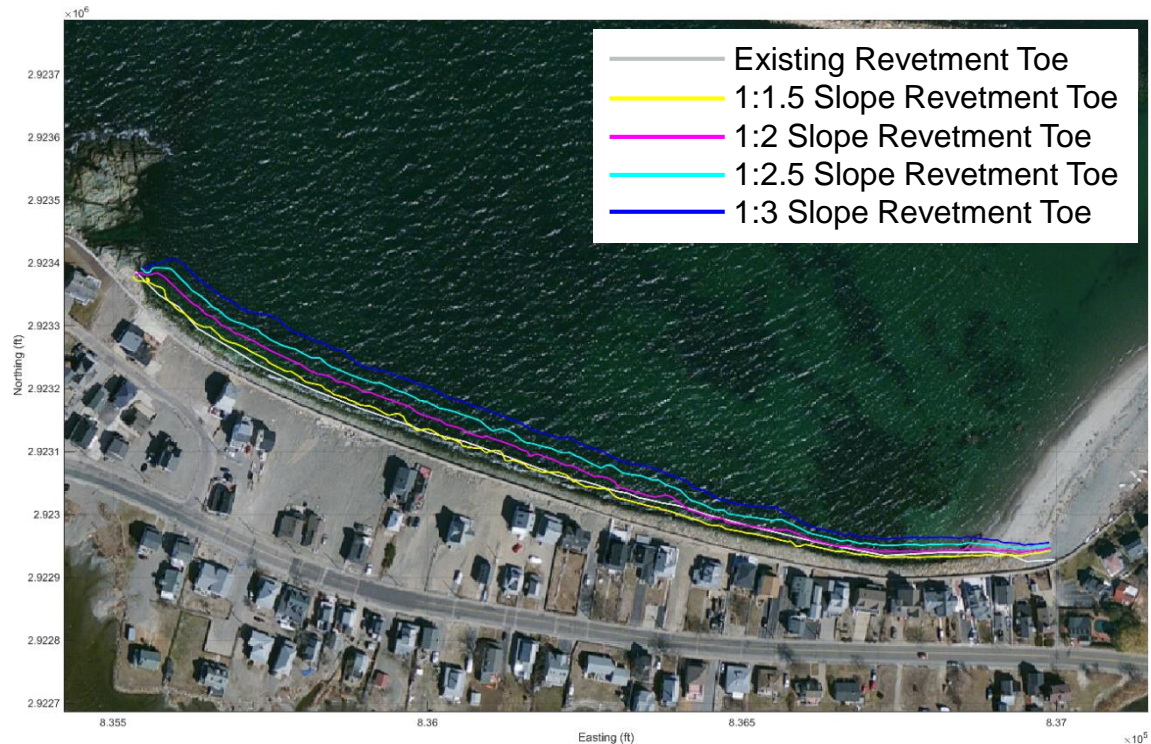 ×10⁶
Existing Revetment Toe
1:1.5 Slope Revetment Toe
1:2 Slope Revetment Toe
1:2.5 Slope Revetment Toe
1:3 Slope Revetment Toe
2.9237
2.9236
2.9235
2.9234
2.9233
2.9232
2.9231
2.923
2.9229
2.9228
2.9227
Northing (ft)
8.355
8.36
8.365
8.37
Easting (ft)
×10⁵